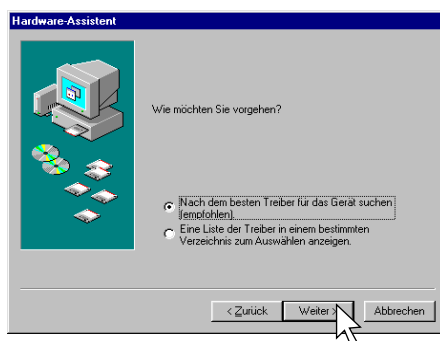 Hardware-Assistent
Wie möchten Sie vorgehen?
Nach dem besten Treiber für das Gerät suchen
(empfohlen).
Eine Liste der Treiber in einem bestimmten
Verzeichnis zum Auswählen anzeigen.
< Zurück Weiter > Abbrechen